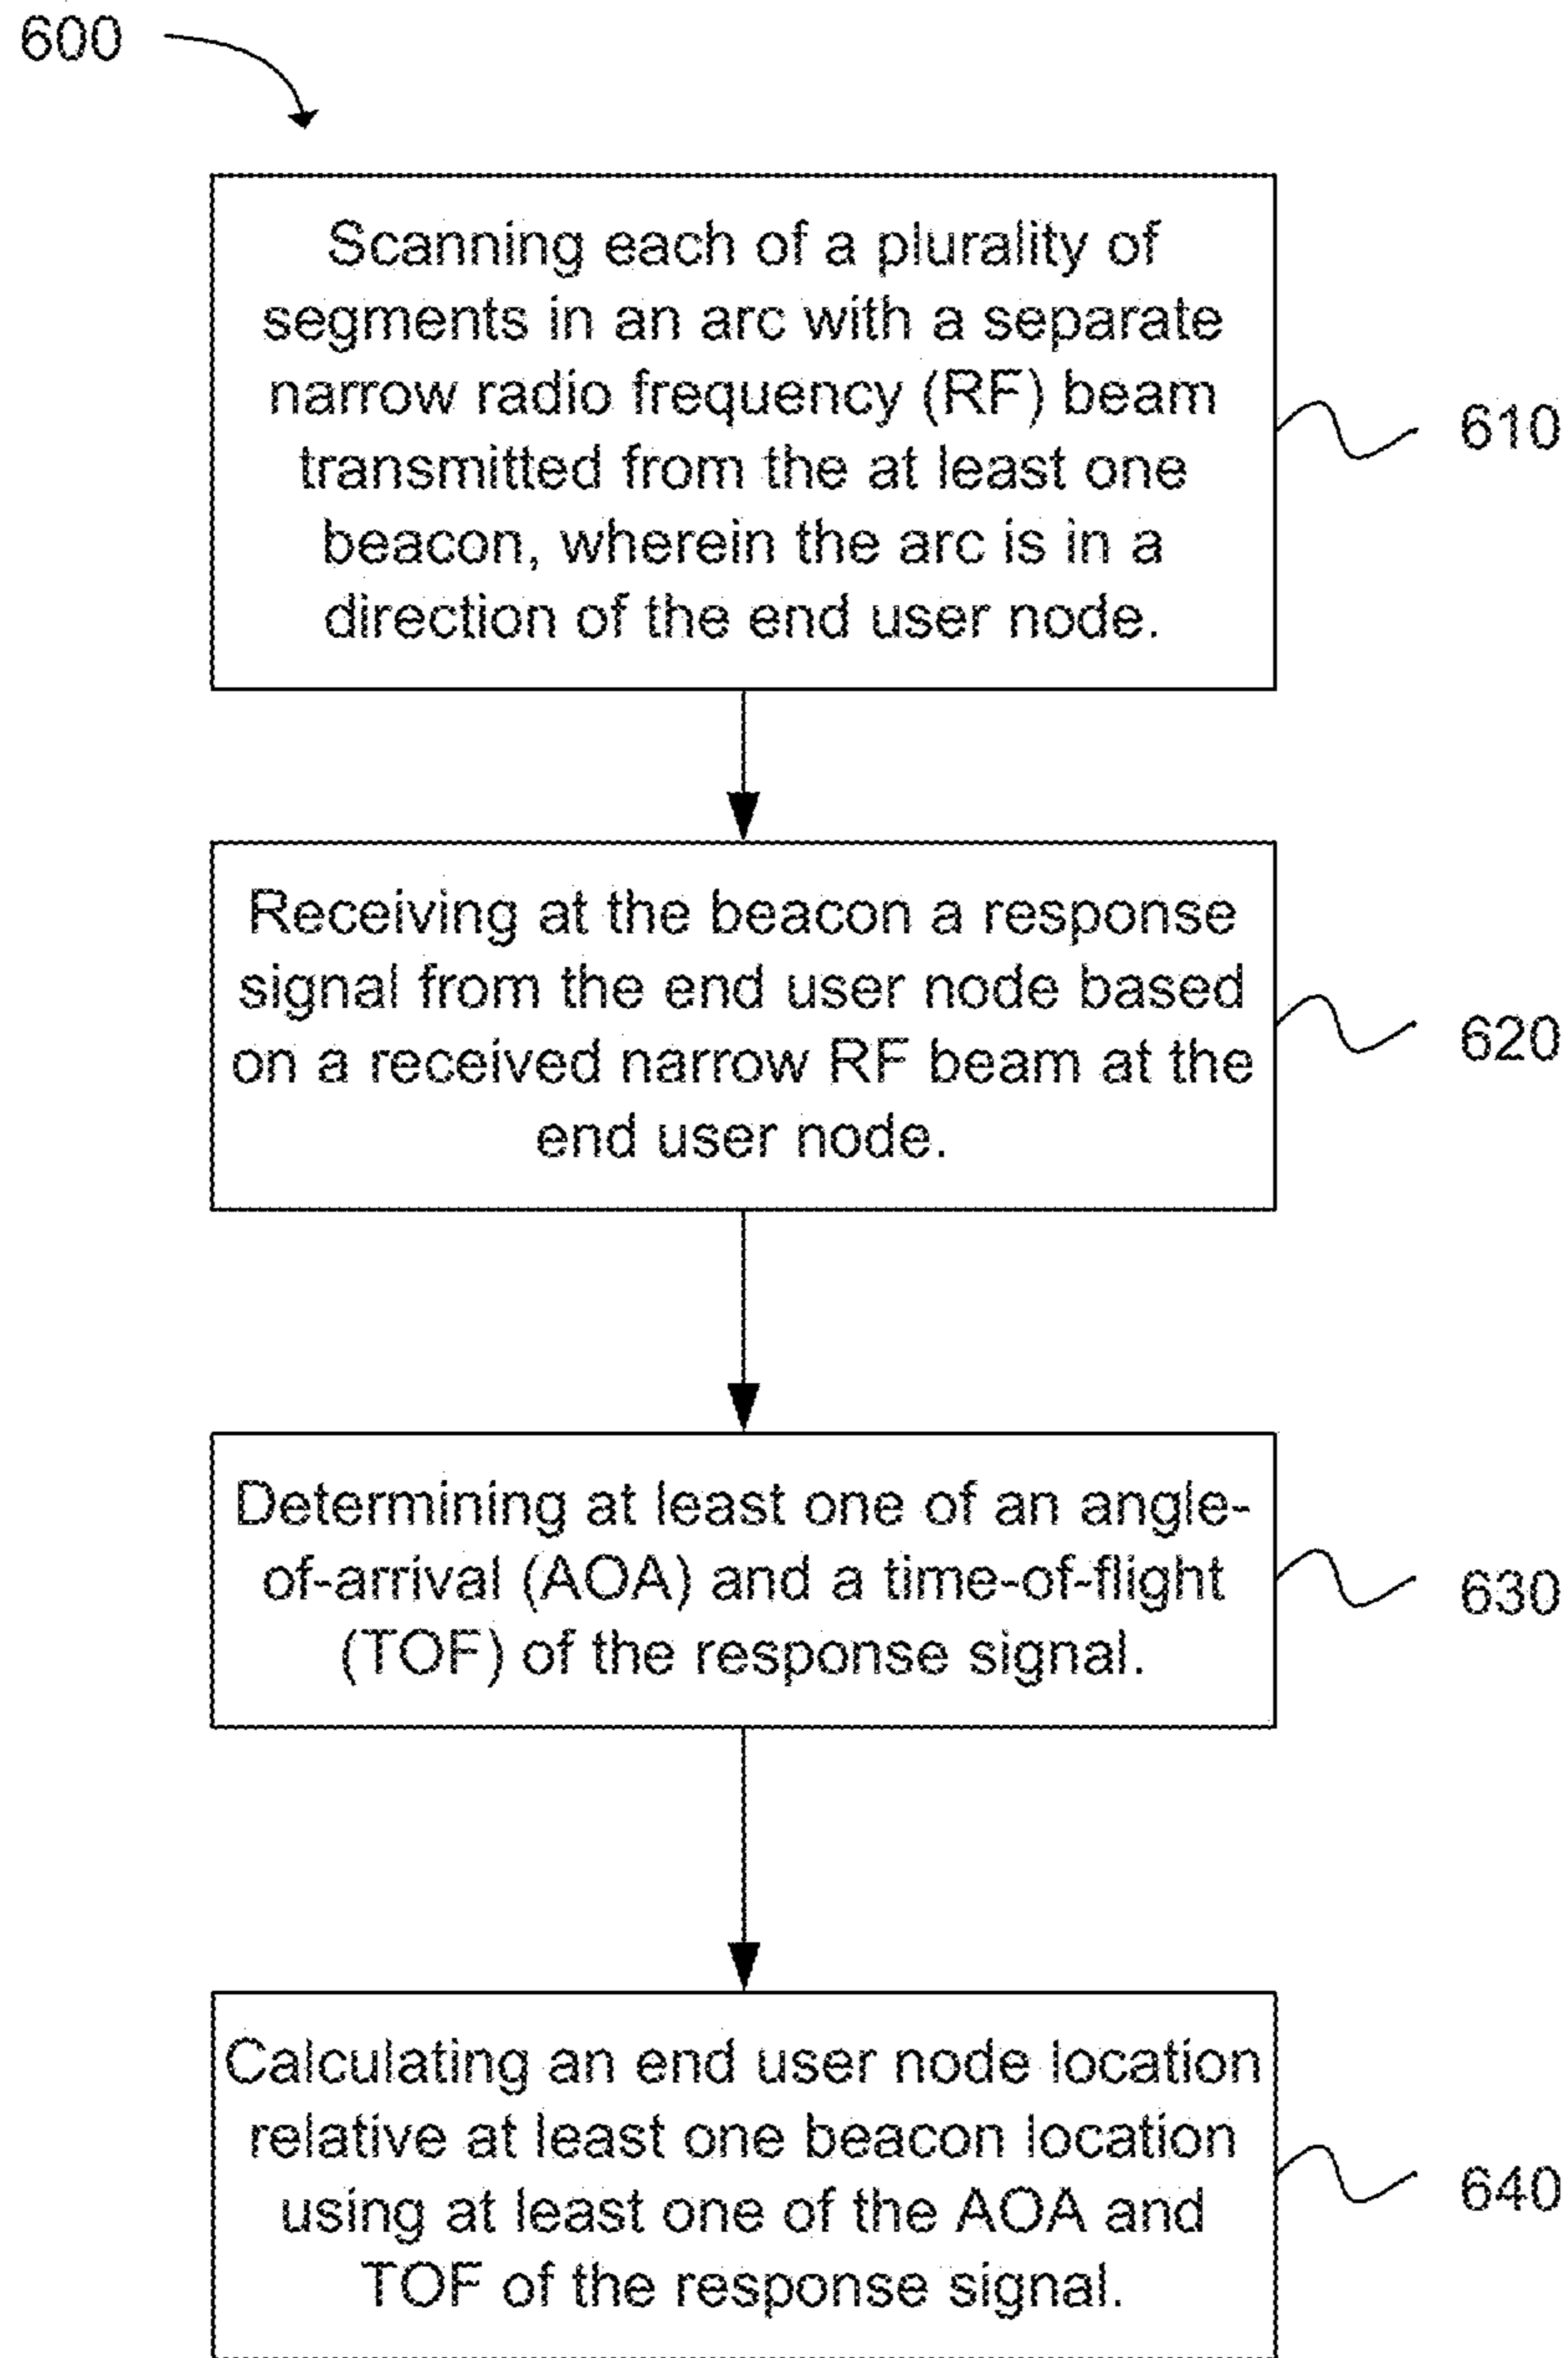 600
Scanning each of a plurality of
segments in an arc with a separate
narrow radio frequency (RF) beam
transmitted from the at least one
beacon, wherein the arc is in a
direction of the end user node.
610
Receiving at the beacon a response
signal from the end user node based
on a received narrow RF beam at the
end user node.
620
Determining at least one of an angle-
of-arrival (AOA) and a time-of-flight
(TOF) of the response signal.
630
Calculating an end user node location
relative at least one beacon location
using at least one of the AOA and
TOF of the response signal.
640